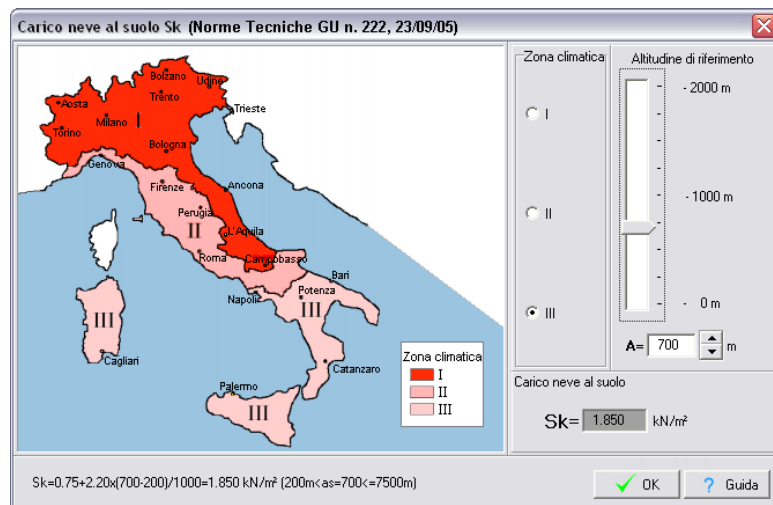 Carico neve al suolo Sk (Norme Tecniche GU n. 222, 23/09/05)
Bolzano
Udine
Aosta
Trento
Trieste
Torino
Milano
I
Bologna
Genova
Firenze
Ancona
Perugia
II
L'Aquila
Roma
Campobasso
Bari
Napoli
Potenza
III
III
Cagliari
Catanzaro
Palermo
III
Zona climatica
I
II
III
Zona climatica
I
II
III
Altitudine di riferimento
- 2000 m
- 1000 m
- 0 m
A= 700 m
Carico neve al suolo
Sk= 1.850 kN/m²
Sk=0.75+2.20x(700-200)/1000=1.850 kN/m² (200m<as=700<=7500m)
OK
? Guida